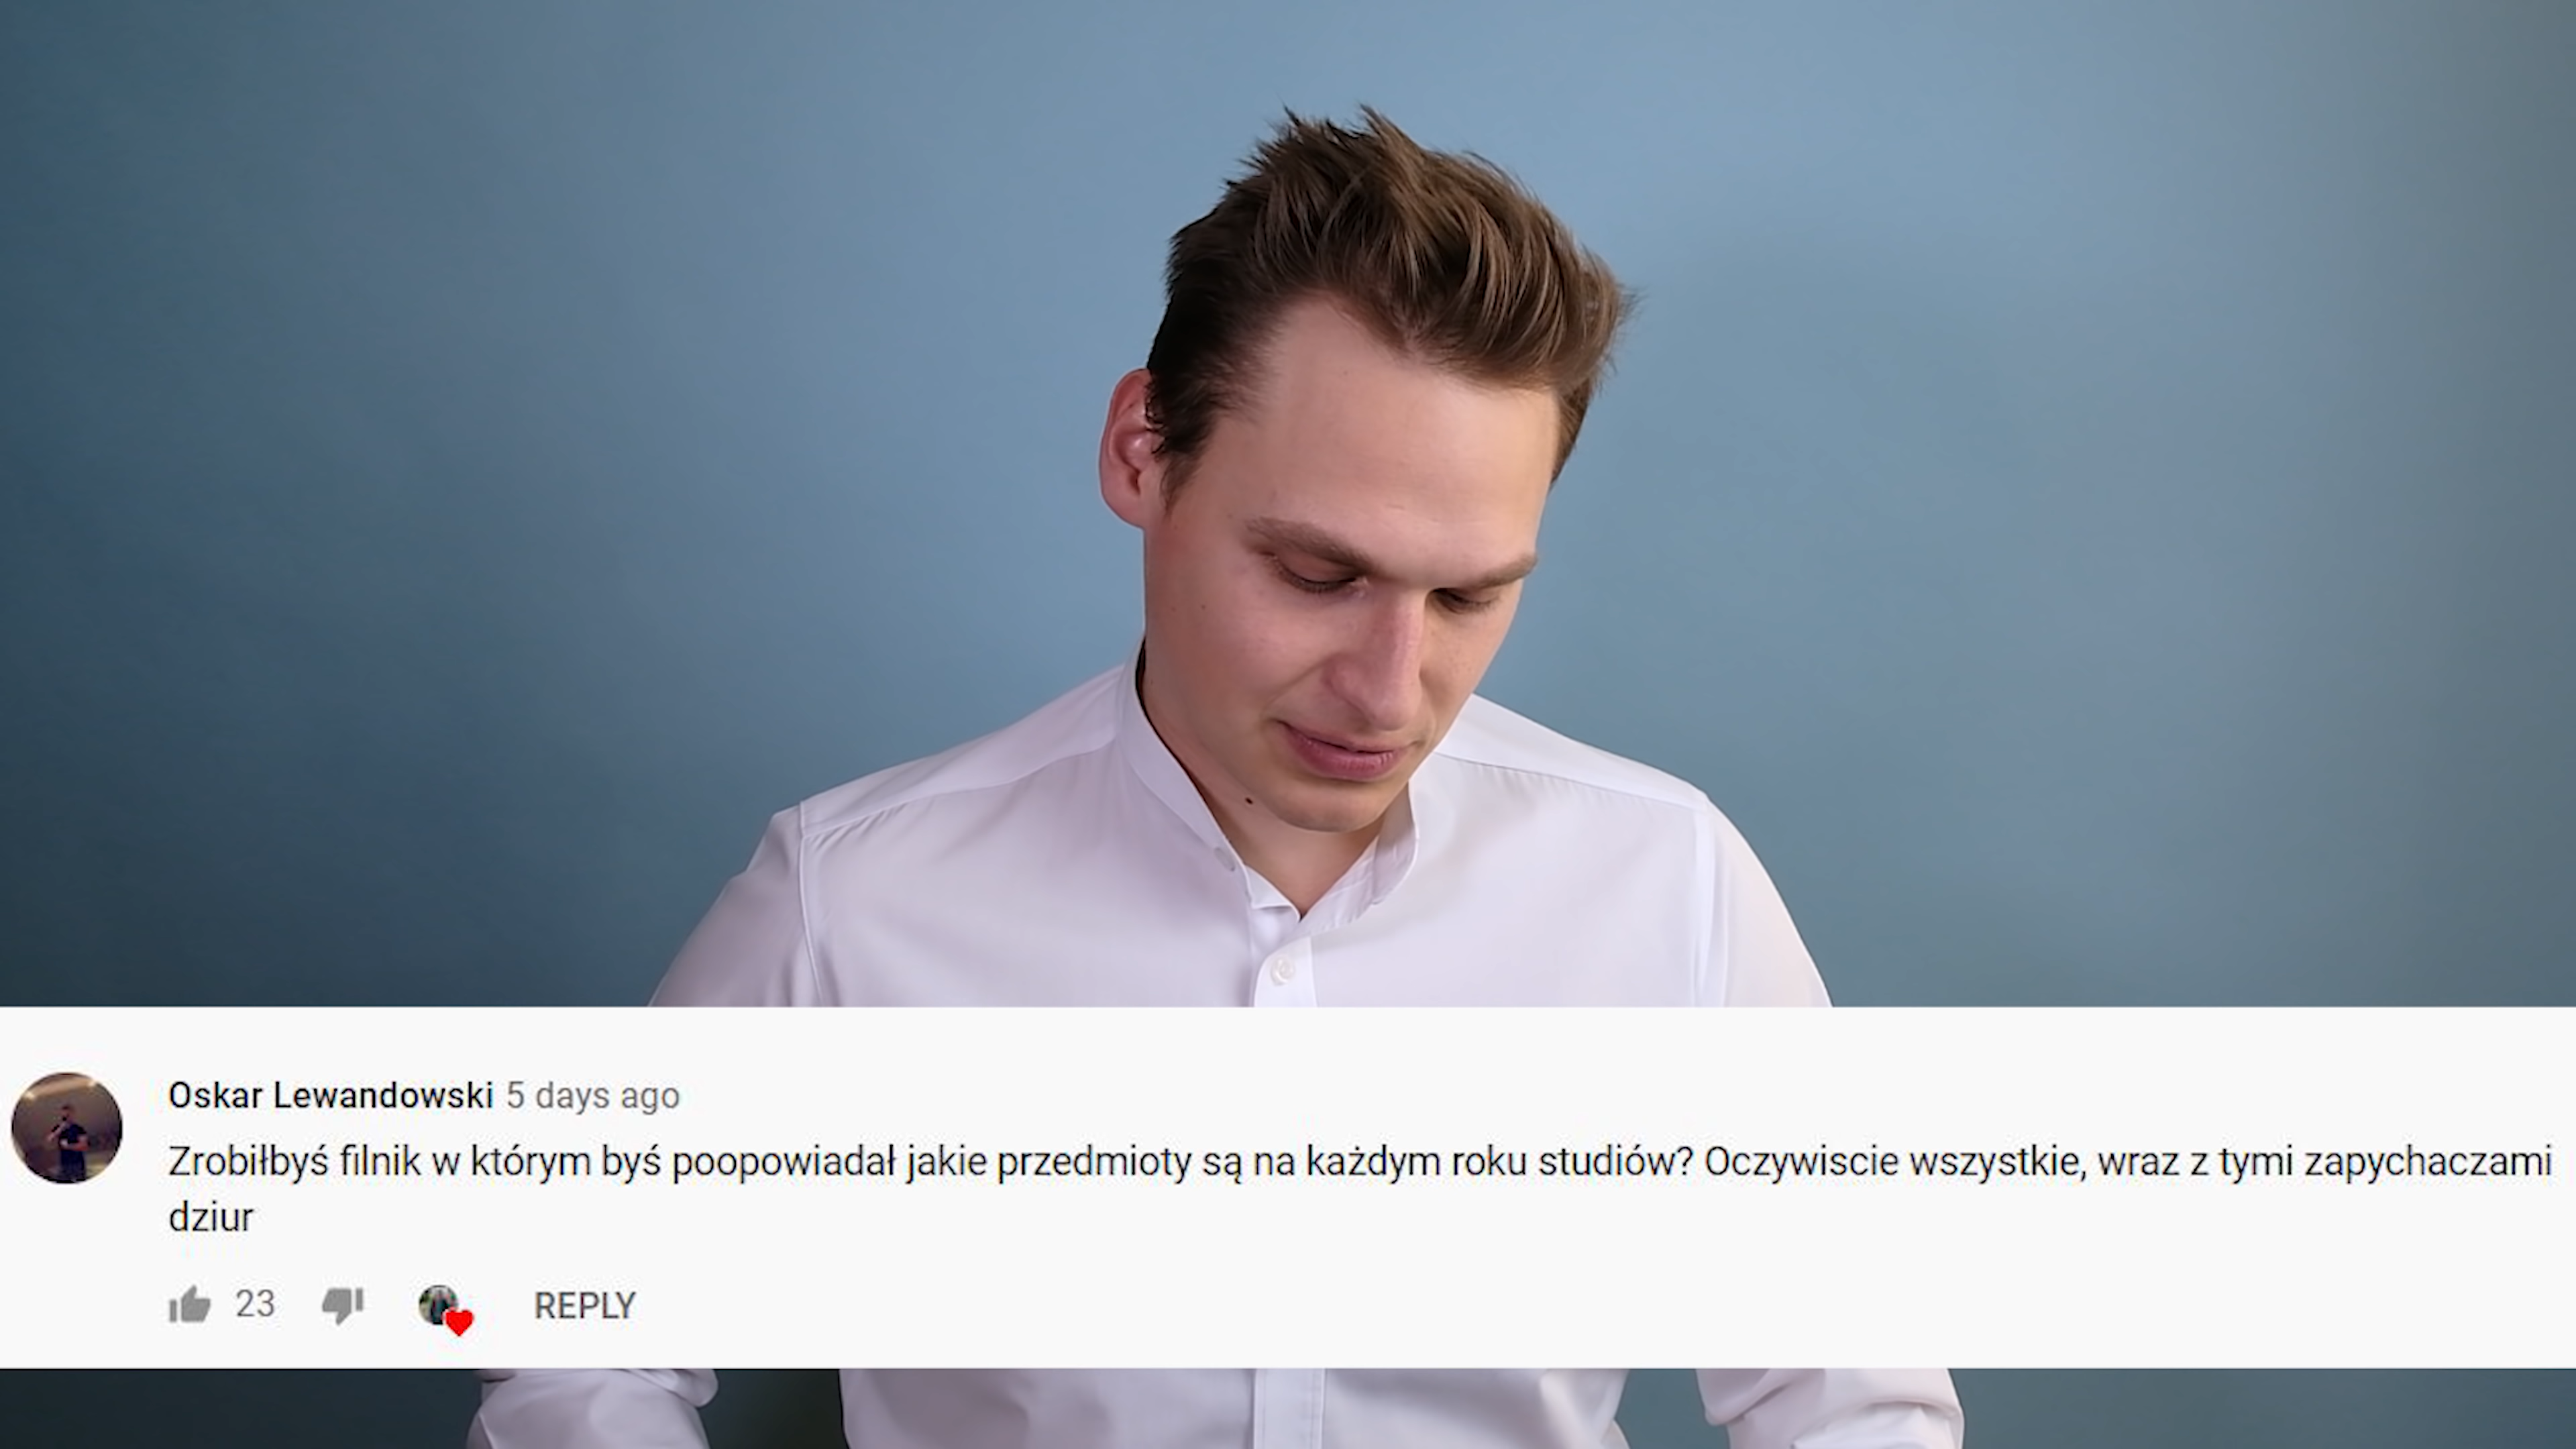 Oskar Lewandowski 5 days ago
Zrobiłbyś filnik w którym byś poopowiadał jakie przedmioty są na każdym roku studiów? Oczywiscie wszystkie, wraz z tymi zapychaczami
dziur
23 REPLY